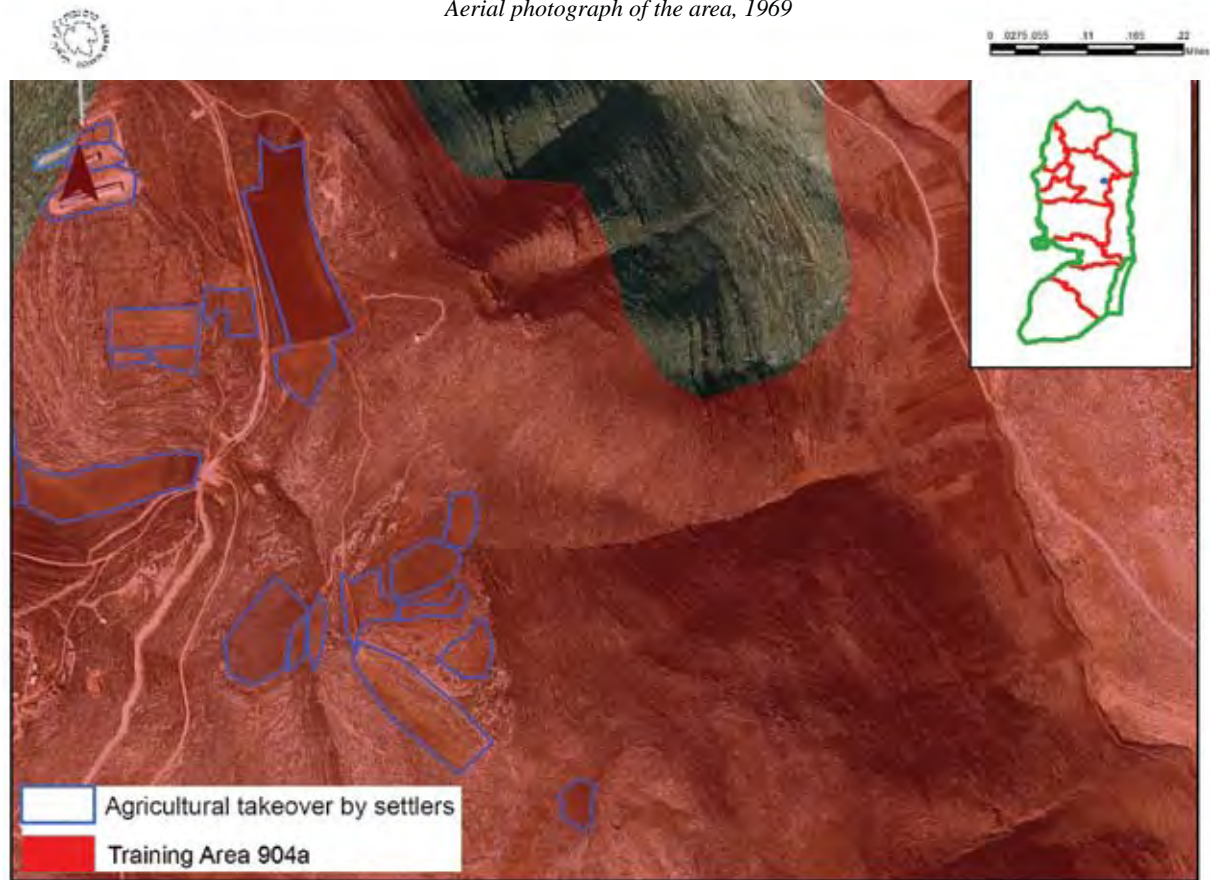 Aerial photograph of the area, 1969
0 .0275 .055 .11 .165 .22
Miles
Agricultural takeover by settlers
Training Area 904a